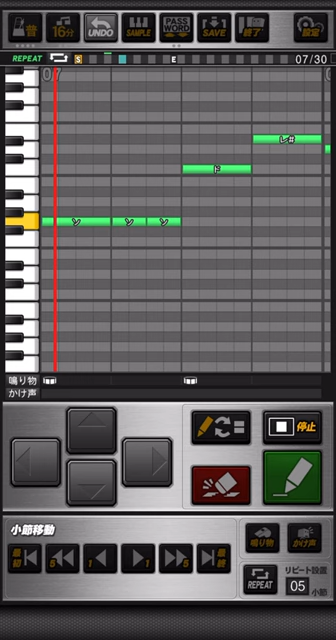 音 16分 UNDO SAMPLE PASS WORD SAVE 終了 設定
REPEAT S E 07/30
07
レ#
ド
ソ ソ ソ
鳴り物
かけ声
停止
小節移動
最初 5 1 1 5 最終
鳴り物 かけ声
REPEAT リピート設置
05 小節